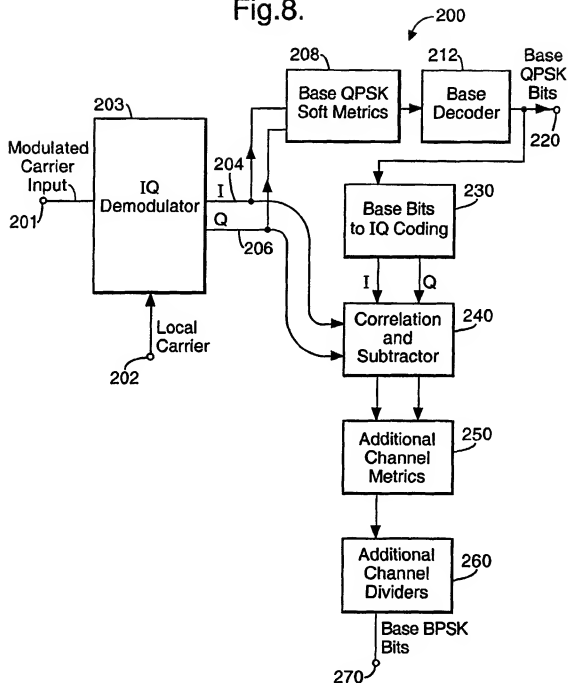 Fig.8.
200
208
212
Base
QPSK
Bits
203
Base QPSK
Soft Metrics
Base
Decoder
220
Modulated
Carrier
Input
IQ
Demodulator
I
204
201
Q
206
230
Base Bits
to IQ Coding
I
Q
240
Local
Carrier
Correlation
and
Subtractor
202
250
Additional
Channel
Metrics
260
Additional
Channel
Dividers
Base BPSK
Bits
270